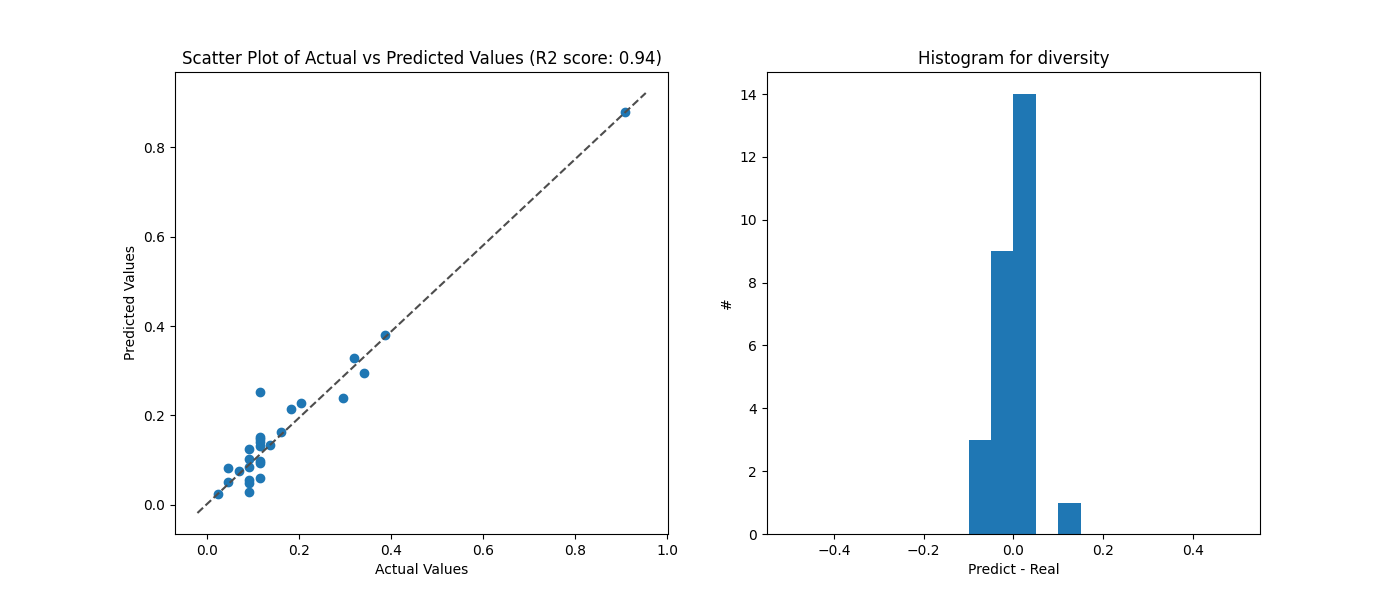 Scatter Plot of Actual vs Predicted Values (R2 score: 0.94)
Predicted Values
0.8
0.6
0.4
0.2
0.0
0.0 0.2 0.4 0.6 0.8 1.0
Actual Values
Histogram for diversity
#
14
12
10
8
6
4
2
0
−0.4 −0.2 0.0 0.2 0.4
Predict - Real